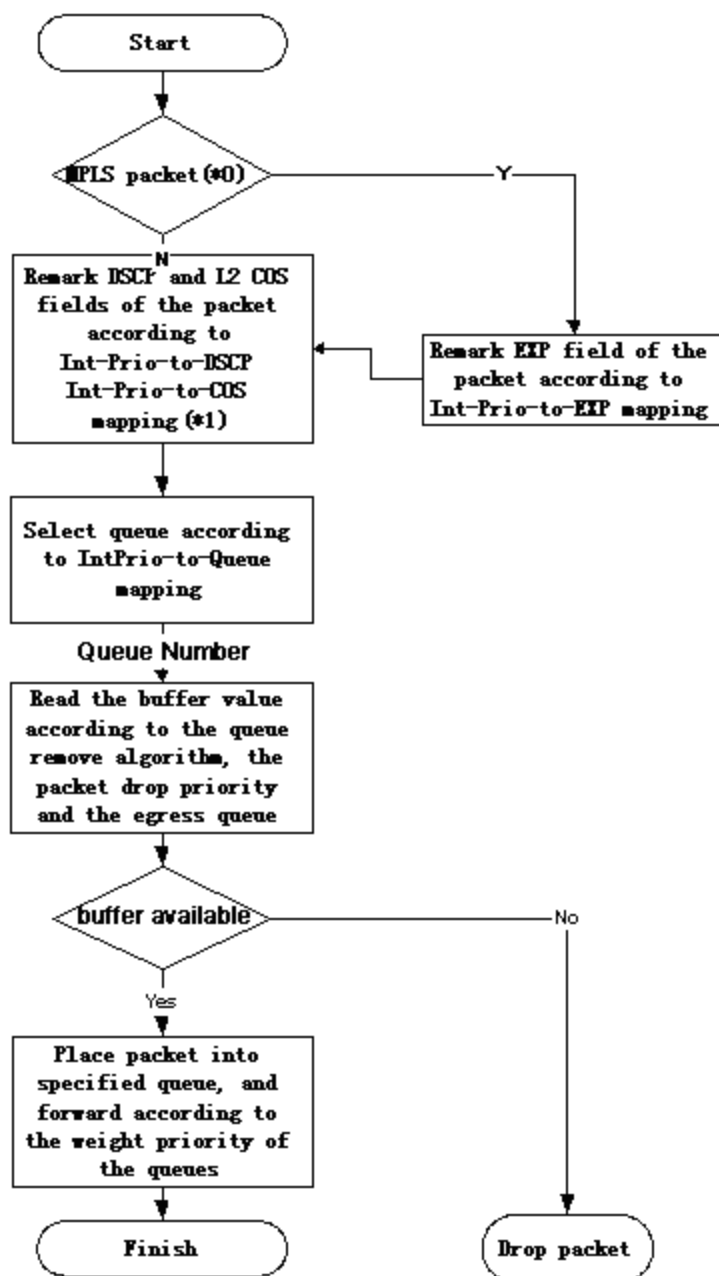 Start
MPLS packet(*0)
Y
N
Remark DSCP and L2 COS
fields of the packet
according to
Int-Prio-to-DSCP
Int-Prio-to-COS
mapping(*1)
Remark EXP field of the
packet according to
Int-Prio-to-EXP mapping
Select queue according
to IntPrio-to-Queue
mapping
Queue Number
Read the buffer value
according to the queue
remove algorithm, the
packet drop priority
and the egress queue
buffer available
No
Yes
Place packet into
specified queue, and
forward according to
the weight priority of
the queues
Finish
Drop packet